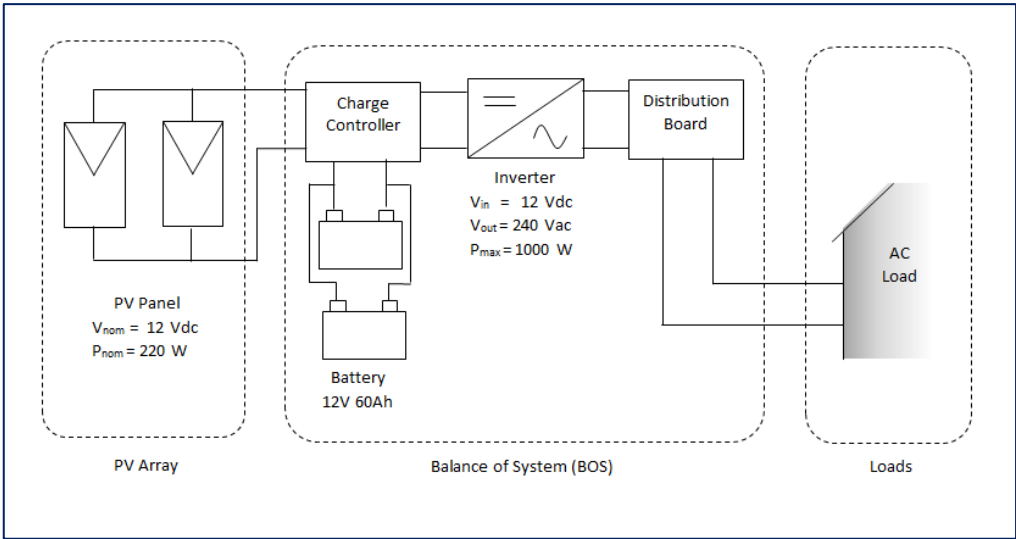 Charge
Controller
Distribution
Board
Inverter
Vin = 12 Vdc
Vout = 240 Vac
Pmax = 1000 W
AC
Load
PV Panel
Vnom = 12 Vdc
Pnom = 220 W
Battery
12V 60Ah
PV Array
Balance of System (BOS)
Loads